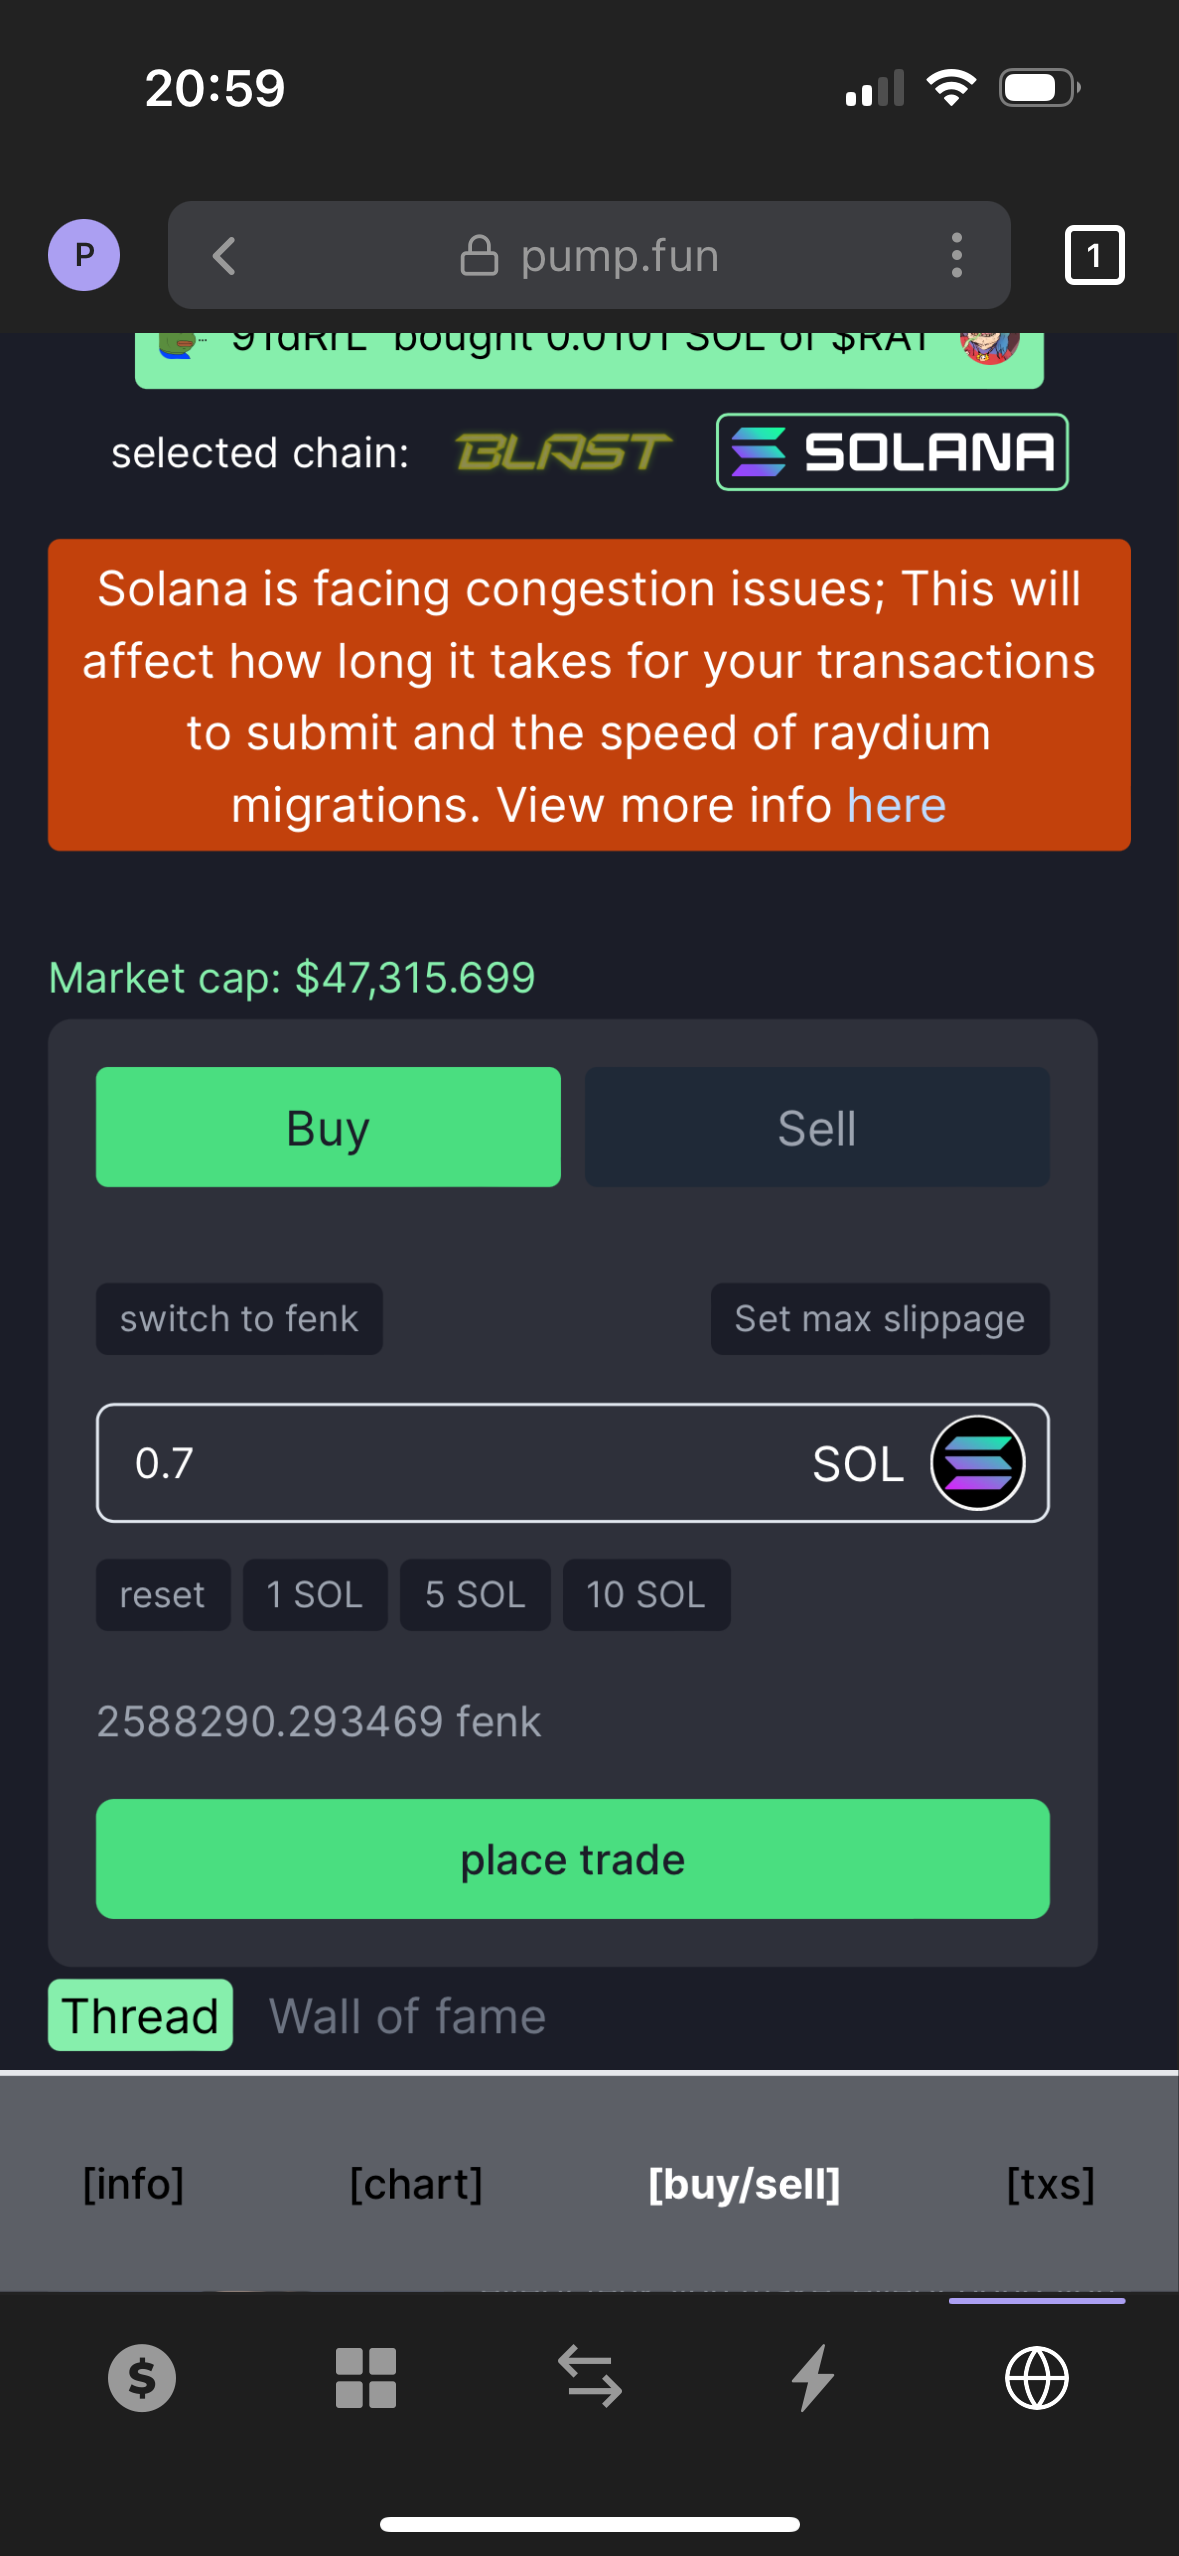 20:59
P
pump.fun
1
bought 0.0101 SOL of $RAT
selected chain: BLAST SOLANA
Solana is facing congestion issues; This will
affect how long it takes for your transactions
to submit and the speed of raydium
migrations. View more info here
Market cap: $47,315.699
Buy Sell
switch to fenk Set max slippage
0.7 SOL
reset 1 SOL 5 SOL 10 SOL
2588290.293469 fenk
place trade
Thread Wall of fame
[info] [chart] [buy/sell] [txs]